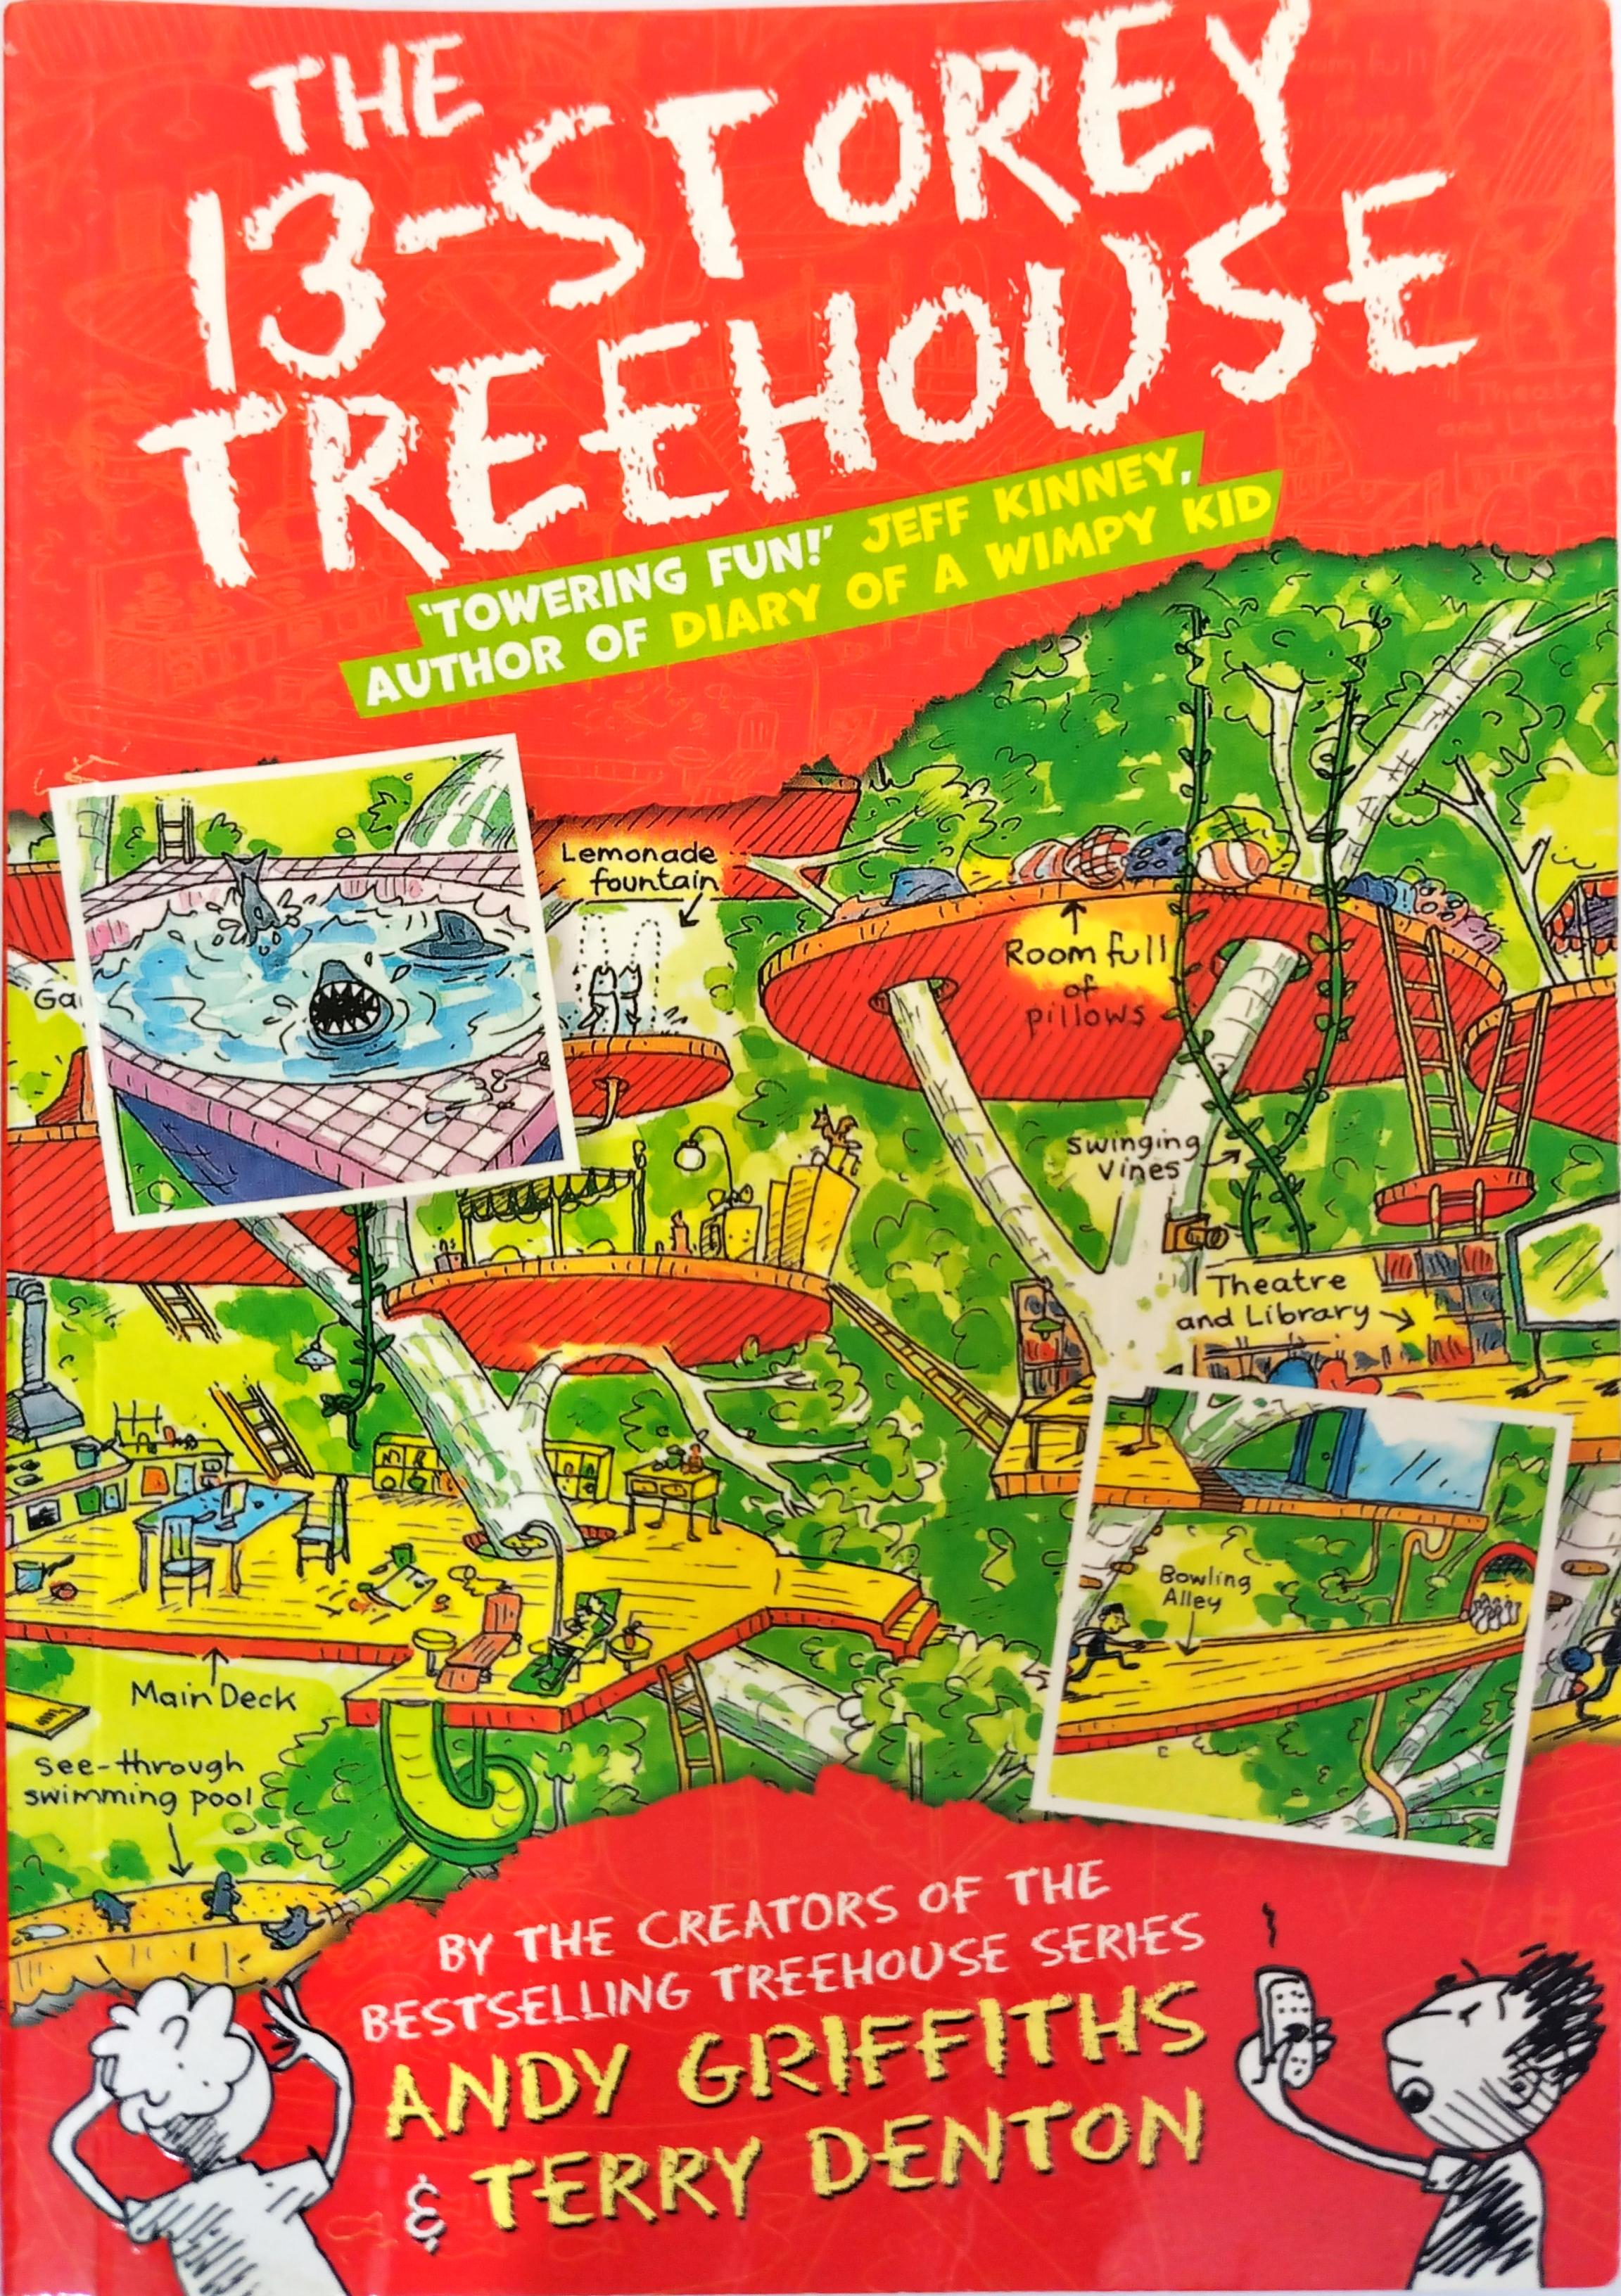 THE
13-STOREY
TREEHOUSE
'TOWERING FUN!' JEFF KINNEY,
AUTHOR OF DIARY OF A WIMPY KID
Lemonade
fountain
Room full
of
pillows
swinging
vines
Theatre
and Library
Bowling
Alley
Main Deck
see-through
swimming pool
BY THE CREATORS OF THE
BESTSELLING TREEHOUSE SERIES
ANDY GRIFFITHS
& TERRY DENTON